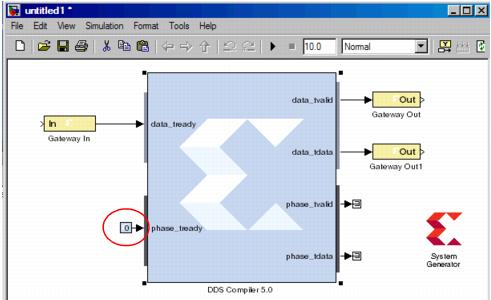 untitled1 *
File Edit View Simulation Format Tools Help
10.0 Normal
data_tvalid
Out
Gateway Out
In
Gateway In
data_tready
data_tdata
Out
Gateway Out1
phase_tvalid
0
phase_tready
phase_tdata
System
Generator
DDS Compiler 5.0